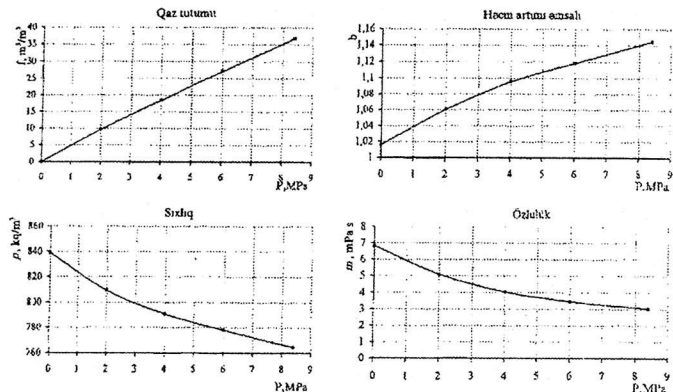 Qaz tutumu
Γ, m³/m³
40
35
30
25
20
15
10
5
0
0 1 2 3 4 5 6 7 8 9
P,MPa
Həcm artımı əmsalı
b
1,16
1,14
1,12
1,1
1,08
1,06
1,04
1,02
1
0 1 2 3 4 5 6 7 8 9
P,MPa
Sıxlıq
ρ, kq/m³
860
840
820
800
780
760
0 1 2 3 4 5 6 7 8 9
P,MPa
Özlülük
m, mPa s
8
7
6
5
4
3
2
1
0
0 1 2 3 4 5 6 7 8 9
P,MPa